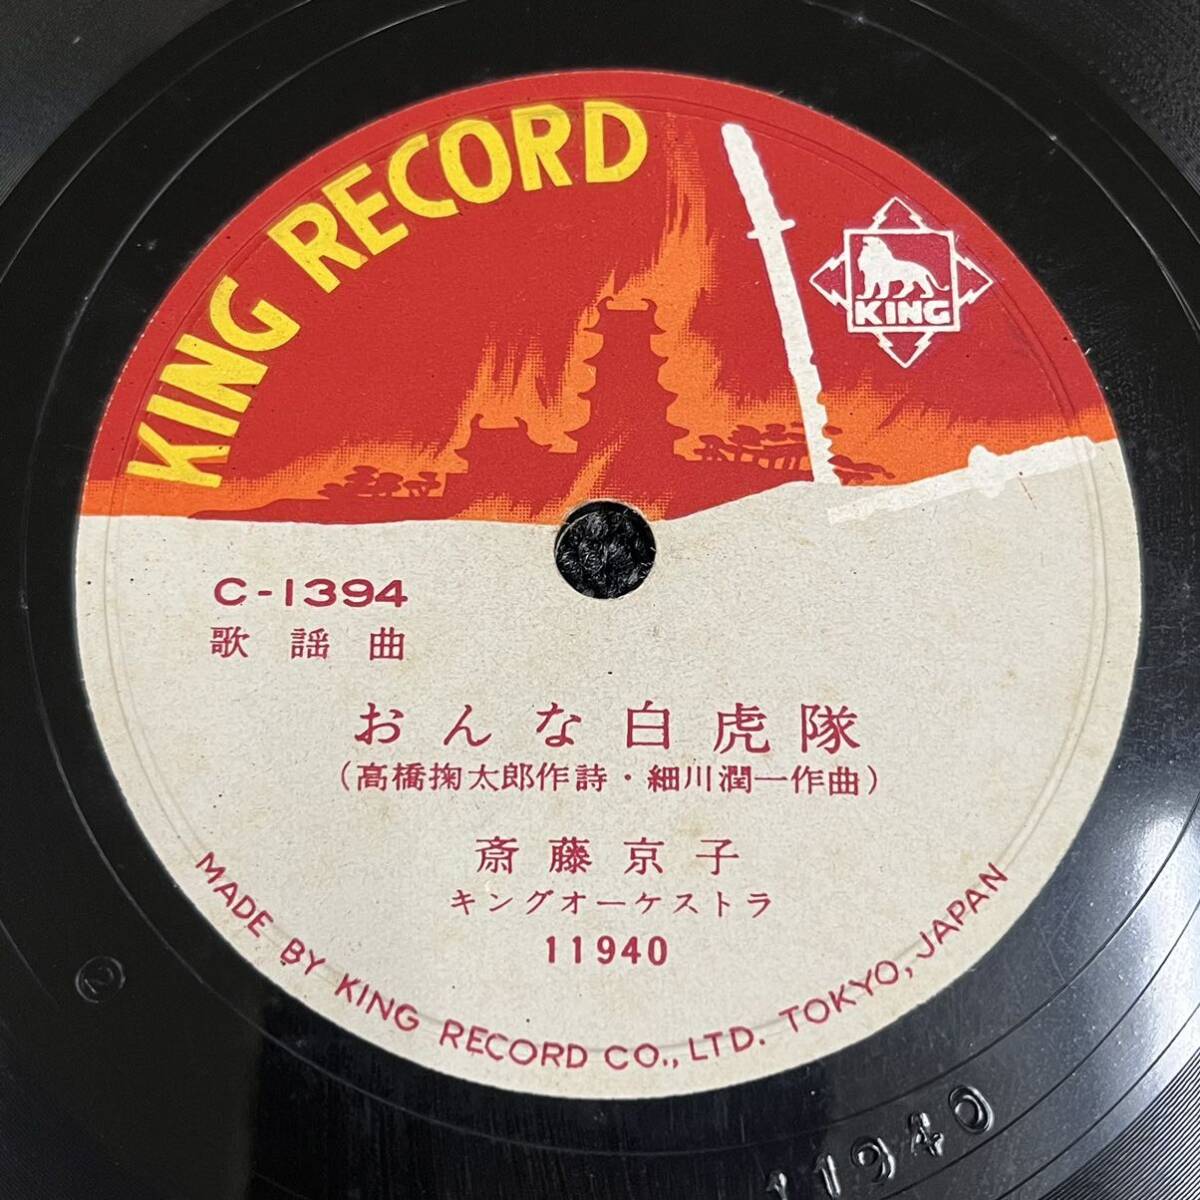 KING RECORD
KING
C-1394
歌謡曲
おんな白虎隊
(高橋掬太郎作詩・細川潤一作曲)
斎藤京子
キングオーケストラ
11940
MADE BY KING RECORD CO., LTD. TOKYO, JAPAN
2
11940